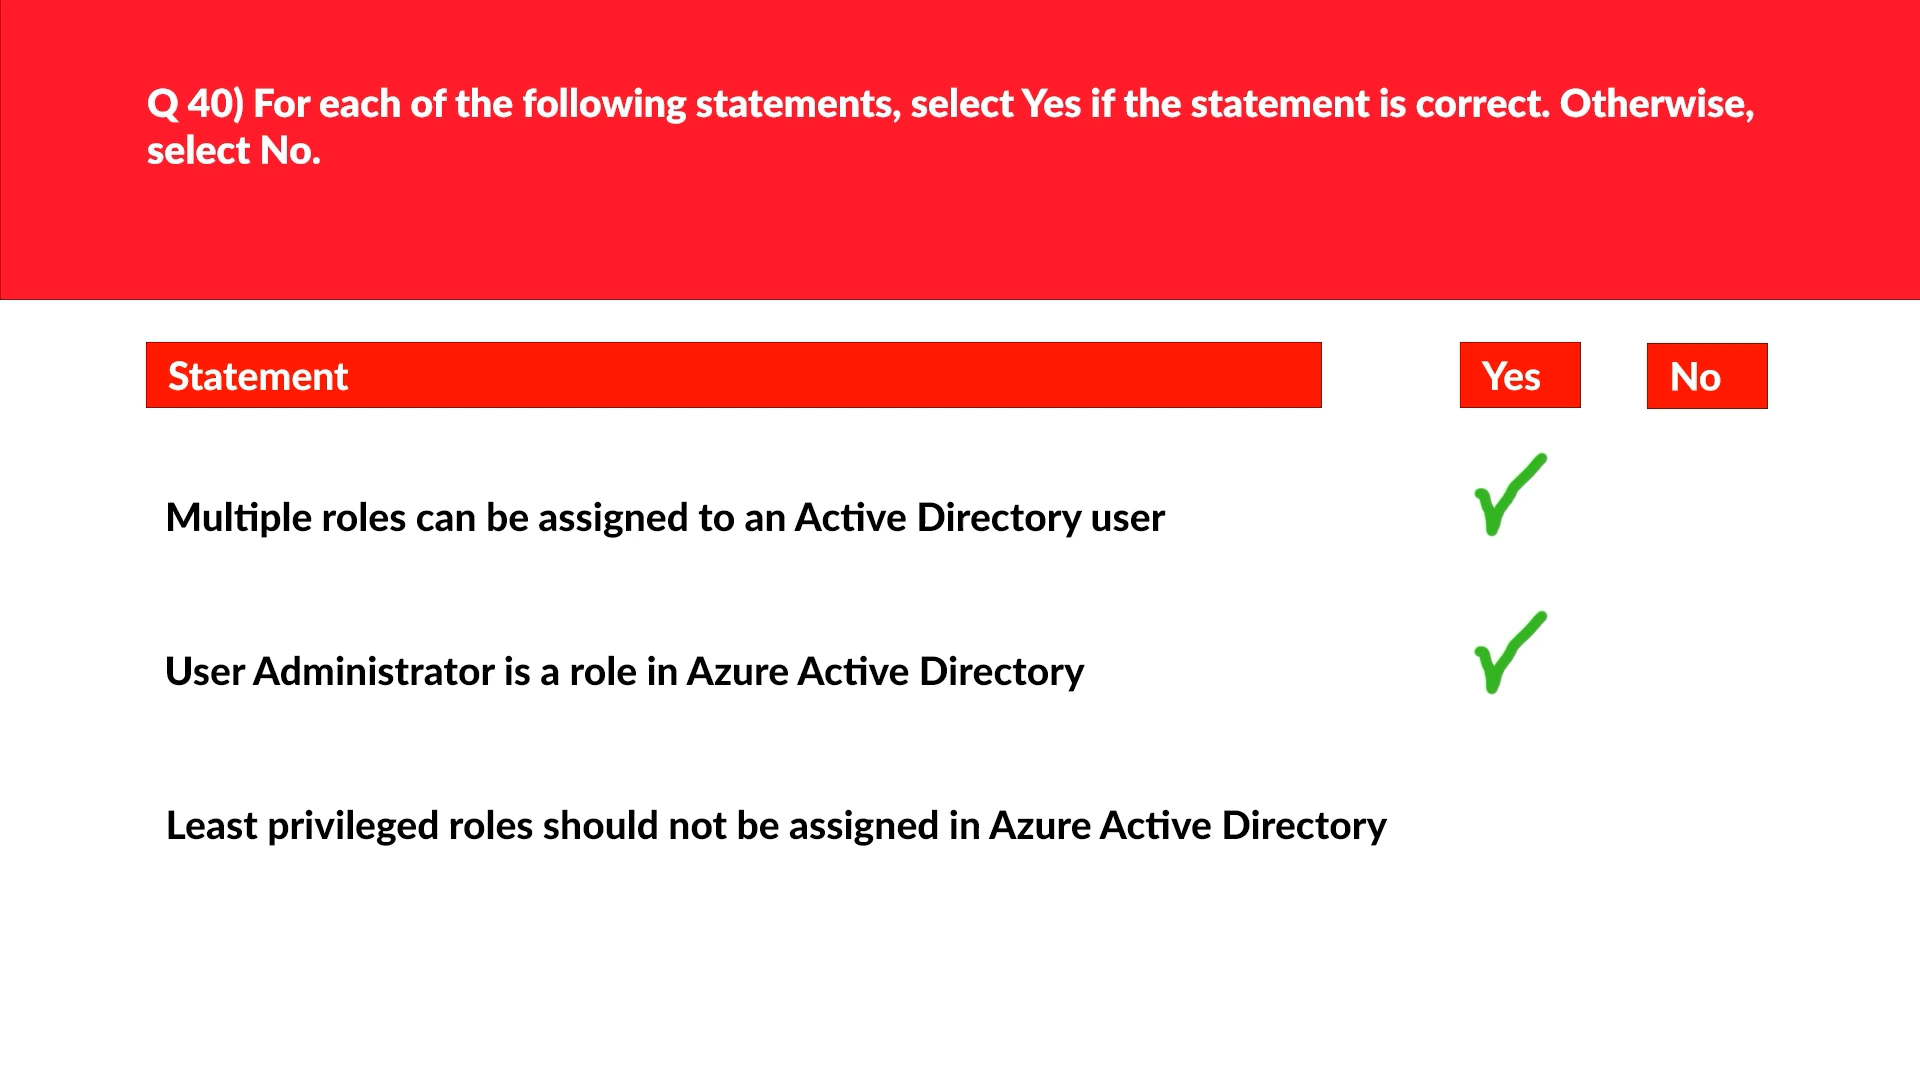 Q 40) For each of the following statements, select Yes if the statement is correct. Otherwise,
select No.
Statement Yes No
Multiple roles can be assigned to an Active Directory user
User Administrator is a role in Azure Active Directory
Least privileged roles should not be assigned in Azure Active Directory